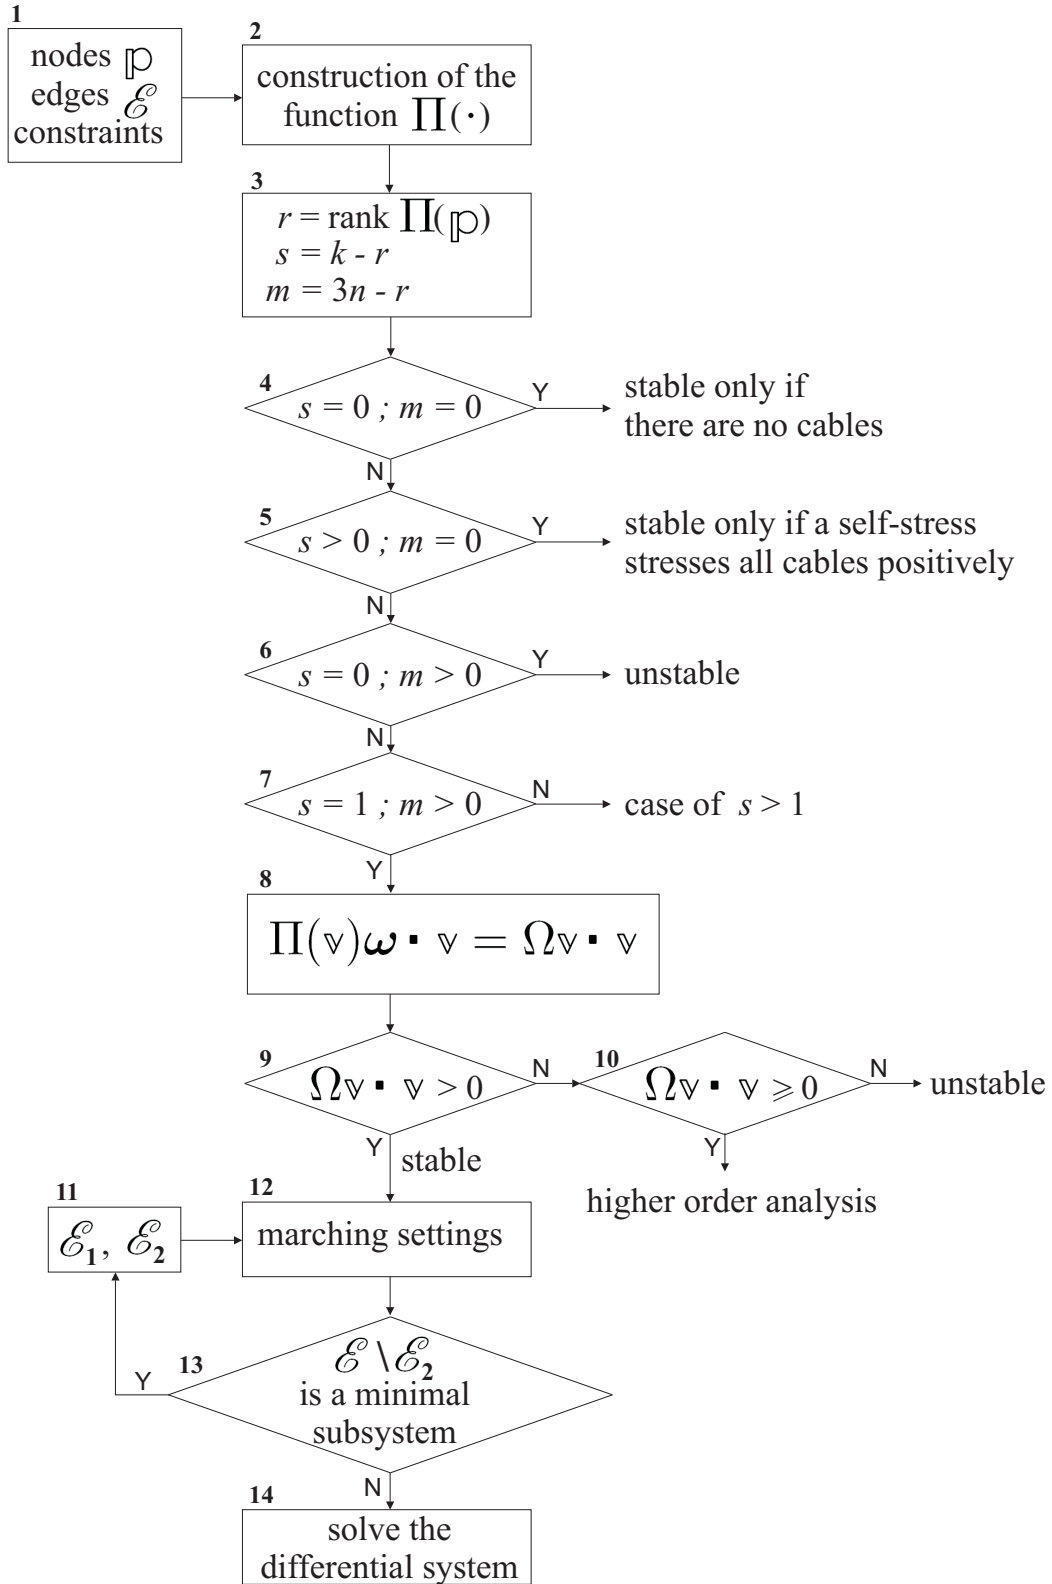 1
nodes ℙ
edges ℰ
constraints
2
construction of the
function Π(·)
3
r = rank Π(ℙ)
s = k - r
m = 3n - r
4
s = 0 ; m = 0
Y
stable only if
there are no cables
N
5
s > 0 ; m = 0
Y
stable only if a self-stress
stresses all cables positively
N
6
s = 0 ; m > 0
Y
unstable
N
7
s = 1 ; m > 0
N
case of s > 1
Y
8
Π(𝕧)ω ▪ 𝕧 = Ω𝕧 ▪ 𝕧
9
Ω𝕧 ▪ 𝕧 > 0
N
10
Ω𝕧 ▪ 𝕧 ⩾ 0
N
unstable
Y
stable
Y
higher order analysis
11
ℰ₁, ℰ₂
12
marching settings
13
ℰ \ ℰ₂
is a minimal
subsystem
Y
N
14
solve the
differential system